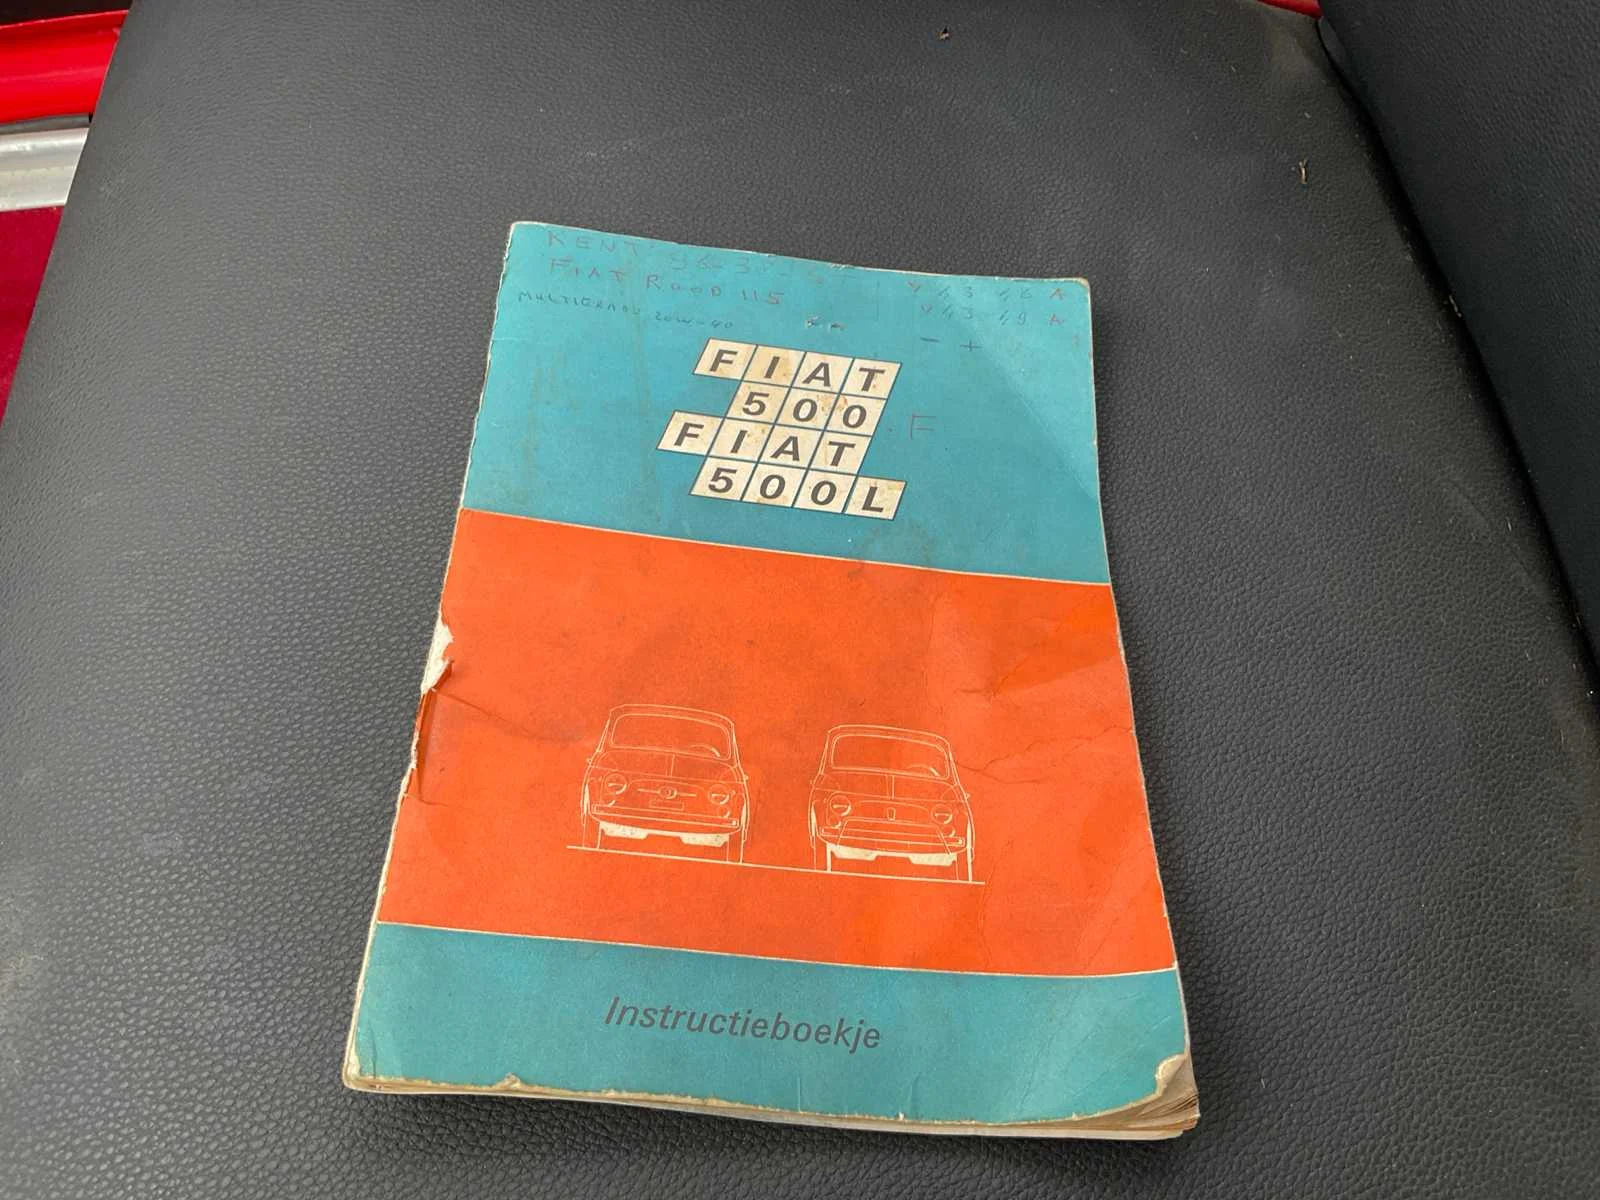 KENT
FIAT ROOD 115
MULTIGRADE 20W-40
- +
FIAT
500 F
FIAT
500L
Instructieboekje